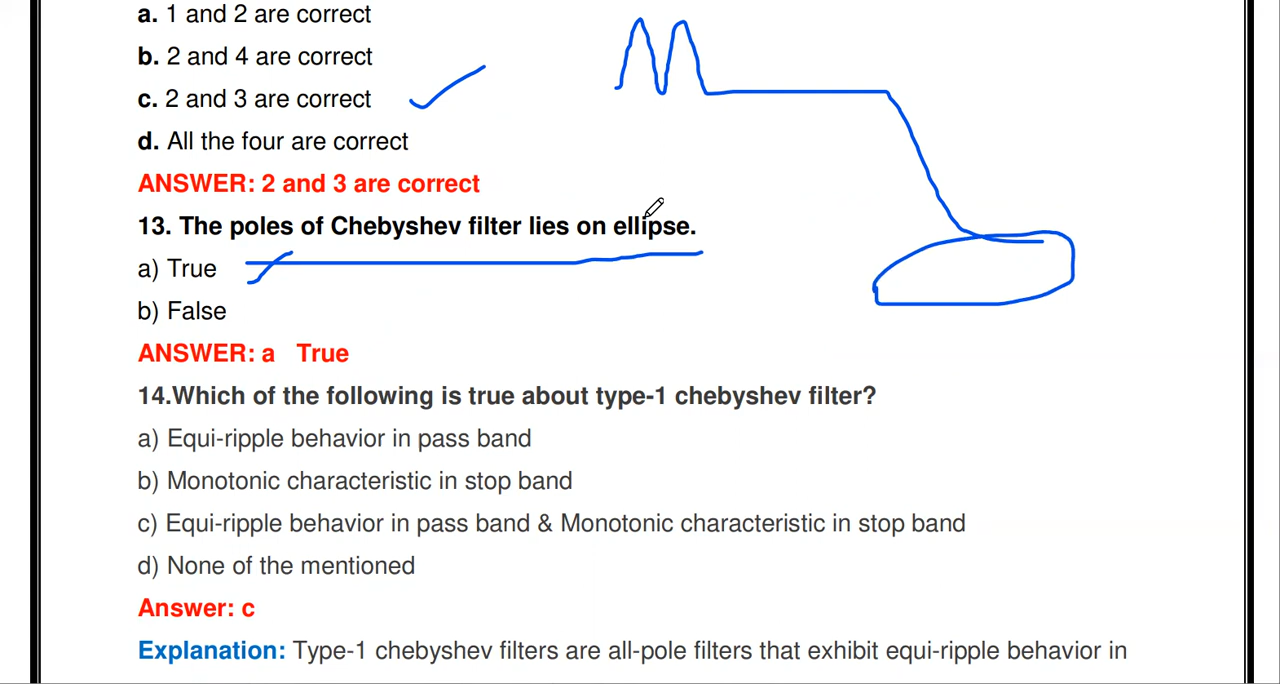 a. 1 and 2 are correct
b. 2 and 4 are correct
c. 2 and 3 are correct
d. All the four are correct
ANSWER: 2 and 3 are correct
13. The poles of Chebyshev filter lies on ellipse.
a) True
b) False
ANSWER: a True
14.Which of the following is true about type-1 chebyshev filter?
a) Equi-ripple behavior in pass band
b) Monotonic characteristic in stop band
c) Equi-ripple behavior in pass band & Monotonic characteristic in stop band
d) None of the mentioned
Answer: c
Explanation: Type-1 chebyshev filters are all-pole filters that exhibit equi-ripple behavior in